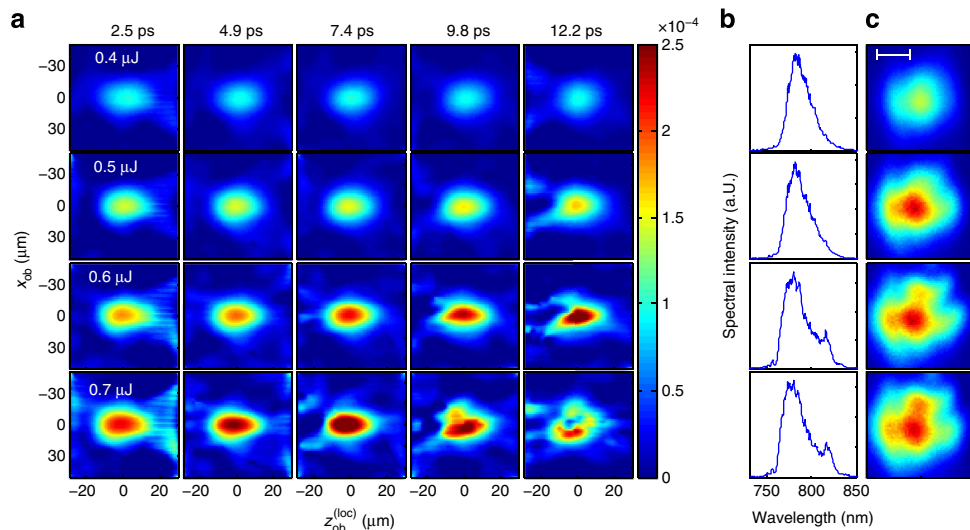 a
b
c
2.5 ps 4.9 ps 7.4 ps 9.8 ps 12.2 ps
×10⁻⁴
0.4 μJ
0.5 μJ
0.6 μJ
0.7 μJ
−30
0
30
−30
0
30
−30
0
30
−30
0
30
x_ob (μm)
−20 0 20 −20 0 20 −20 0 20 −20 0 20 −20 0 20
z_ob^(loc) (μm)
2.5
2
1.5
1
0.5
0
Spectral intensity (a.U.)
750 800 850
Wavelength (nm)